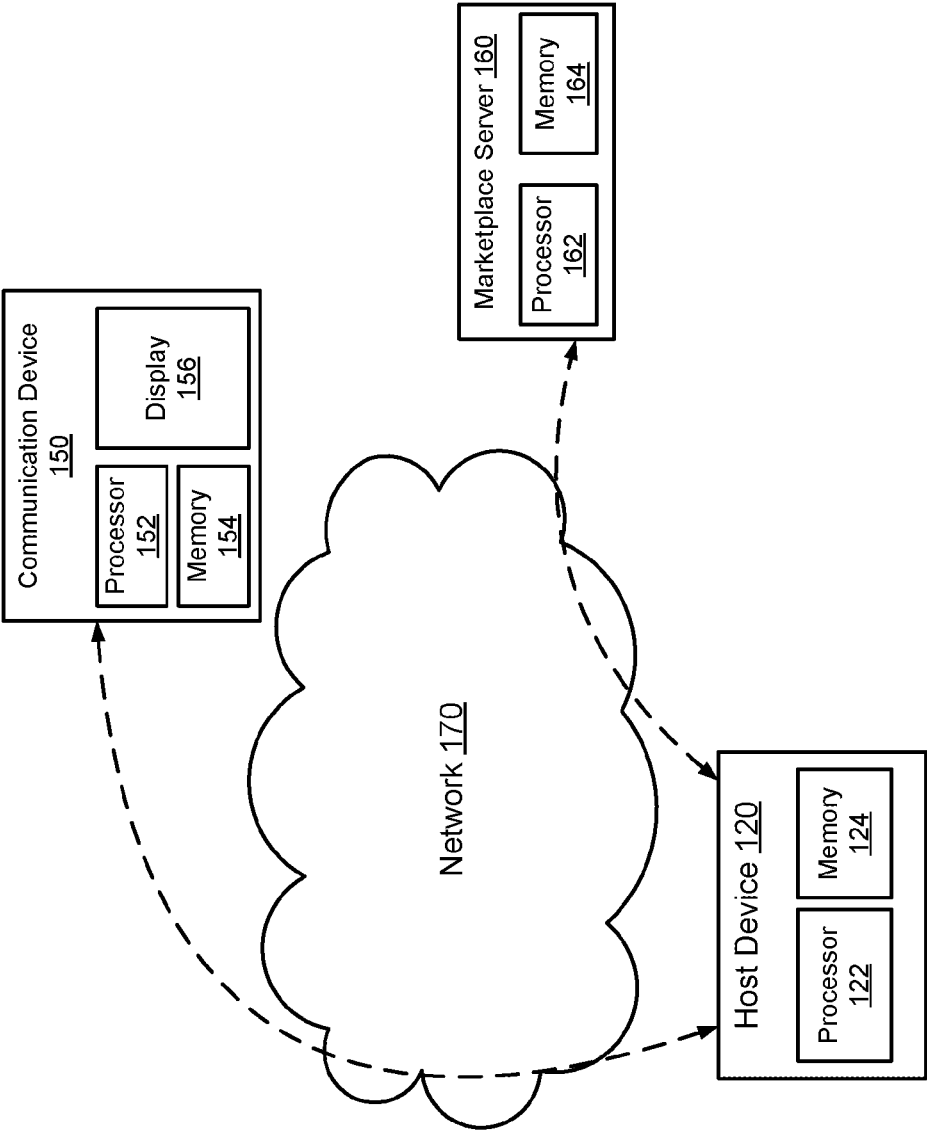 Communication Device
150
Processor
152
Memory
154
Display
156
Marketplace Server 160
Processor
162
Memory
164
Network 170
Host Device 120
Processor
122
Memory
124